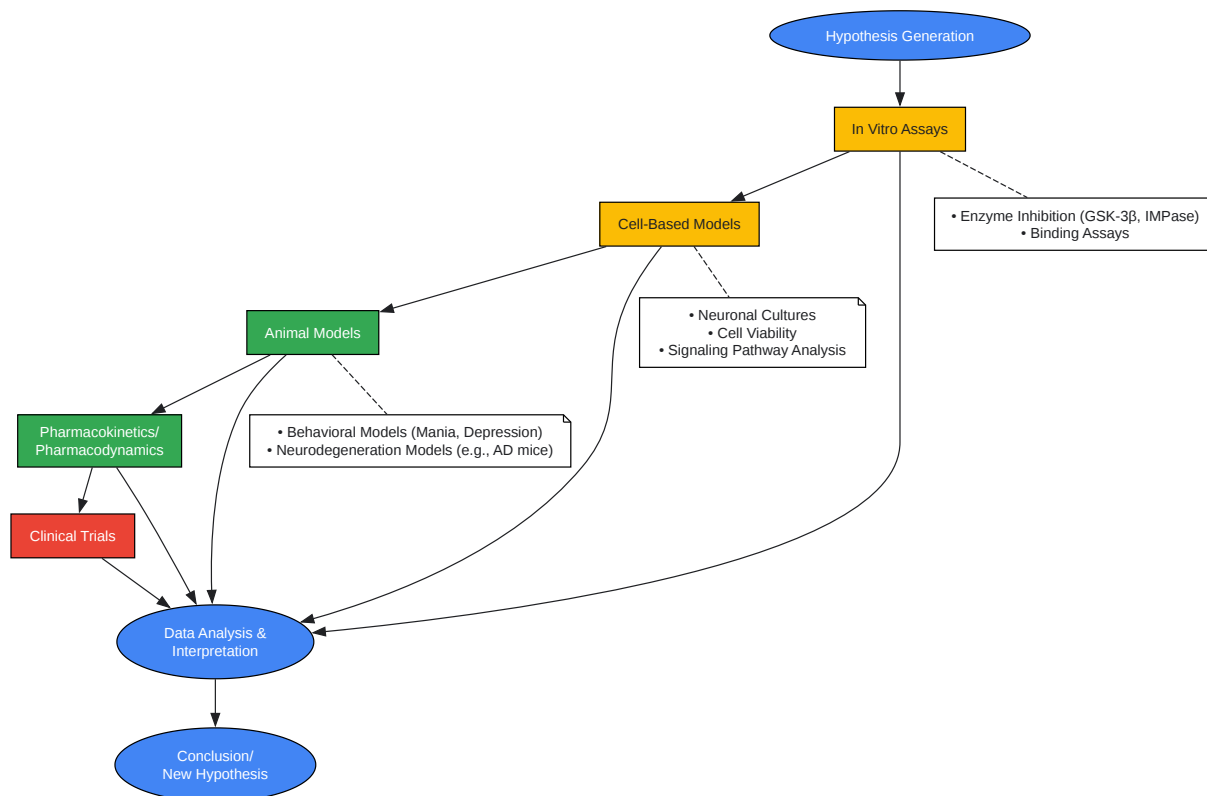 Hypothesis Generation
In Vitro Assays
• Enzyme Inhibition (GSK-3β, IMPase)
• Binding Assays
Cell-Based Models
• Neuronal Cultures
• Cell Viability
• Signaling Pathway Analysis
Animal Models
• Behavioral Models (Mania, Depression)
• Neurodegeneration Models (e.g., AD mice)
Pharmacokinetics/
Pharmacodynamics
Clinical Trials
Data Analysis &
Interpretation
Conclusion/
New Hypothesis